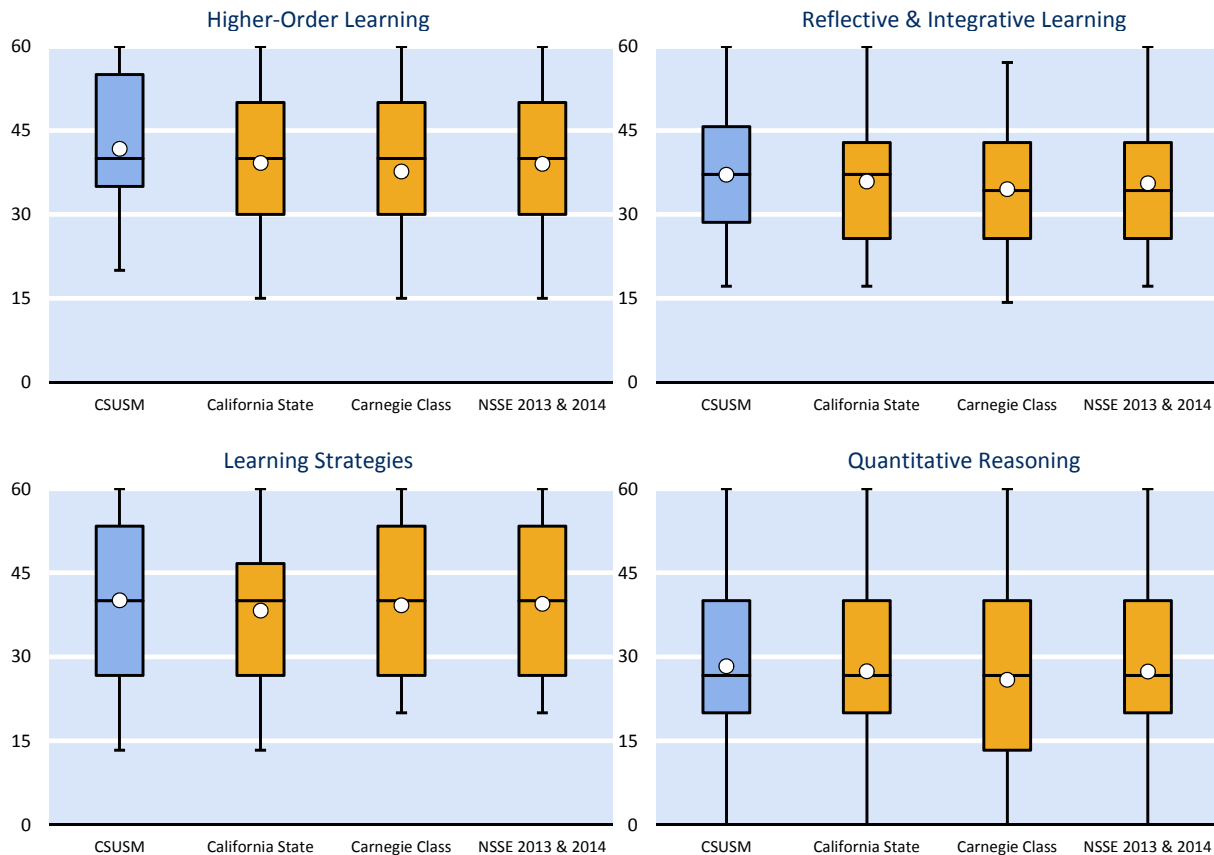 Higher-Order Learning
60
45
30
15
0
CSUSM California State Carnegie Class NSSE 2013 & 2014
Reflective & Integrative Learning
60
45
30
15
0
CSUSM California State Carnegie Class NSSE 2013 & 2014
Learning Strategies
60
45
30
15
0
CSUSM California State Carnegie Class NSSE 2013 & 2014
Quantitative Reasoning
60
45
30
15
0
CSUSM California State Carnegie Class NSSE 2013 & 2014